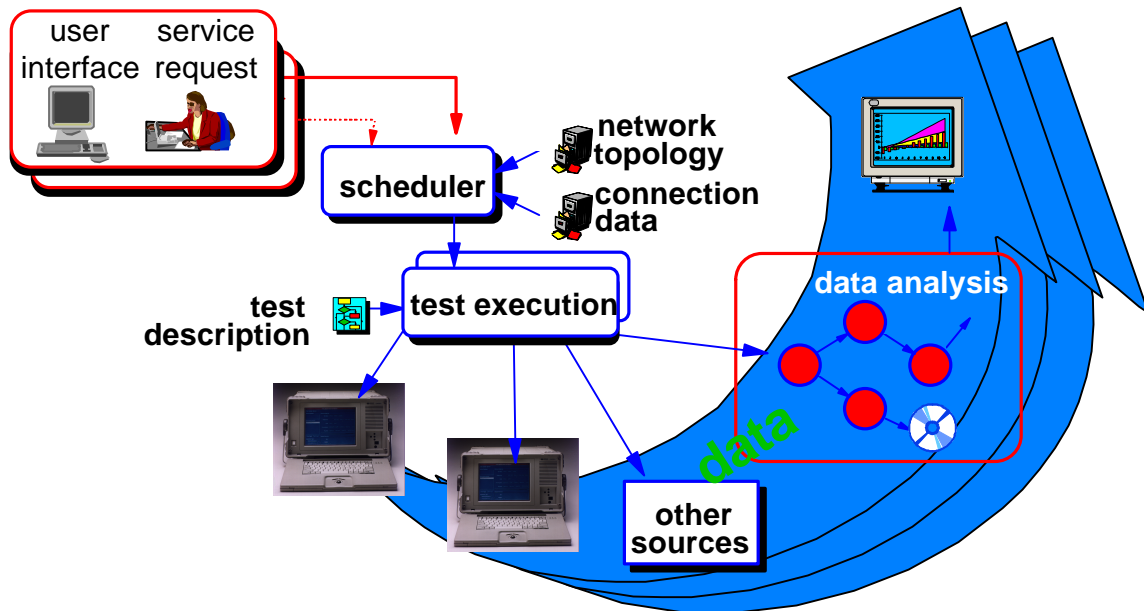 user
interface
service
request
network
topology
scheduler
connection
data
test execution
test
description
data analysis
data
other
sources